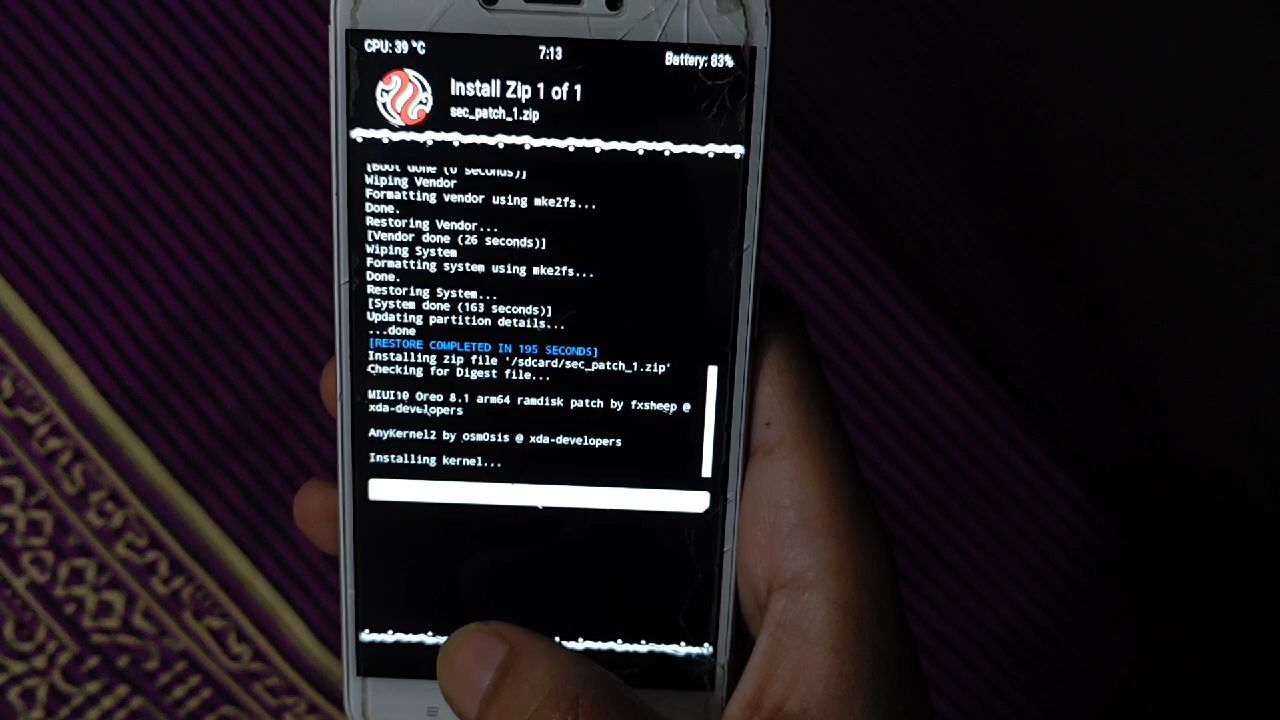 CPU: 39 °C
7:13
Battery: 83%
Install Zip 1 of 1
sec_patch_1.zip
[Boot done (0 seconds)]
Wiping Vendor
Formatting vendor using mke2fs...
Done.
Restoring Vendor...
[Vendor done (26 seconds)]
Wiping System
Formatting system using mke2fs...
Done.
Restoring System...
[System done (163 seconds)]
Updating partition details...
...done
[RESTORE COMPLETED IN 195 SECONDS]
Installing zip file '/sdcard/sec_patch_1.zip'
Checking for Digest file...
MIUI10 Oreo 8.1 arm64 ramdisk patch by fxsheep @
xda-developers
AnyKernel2 by osm0sis @ xda-developers
Installing kernel...